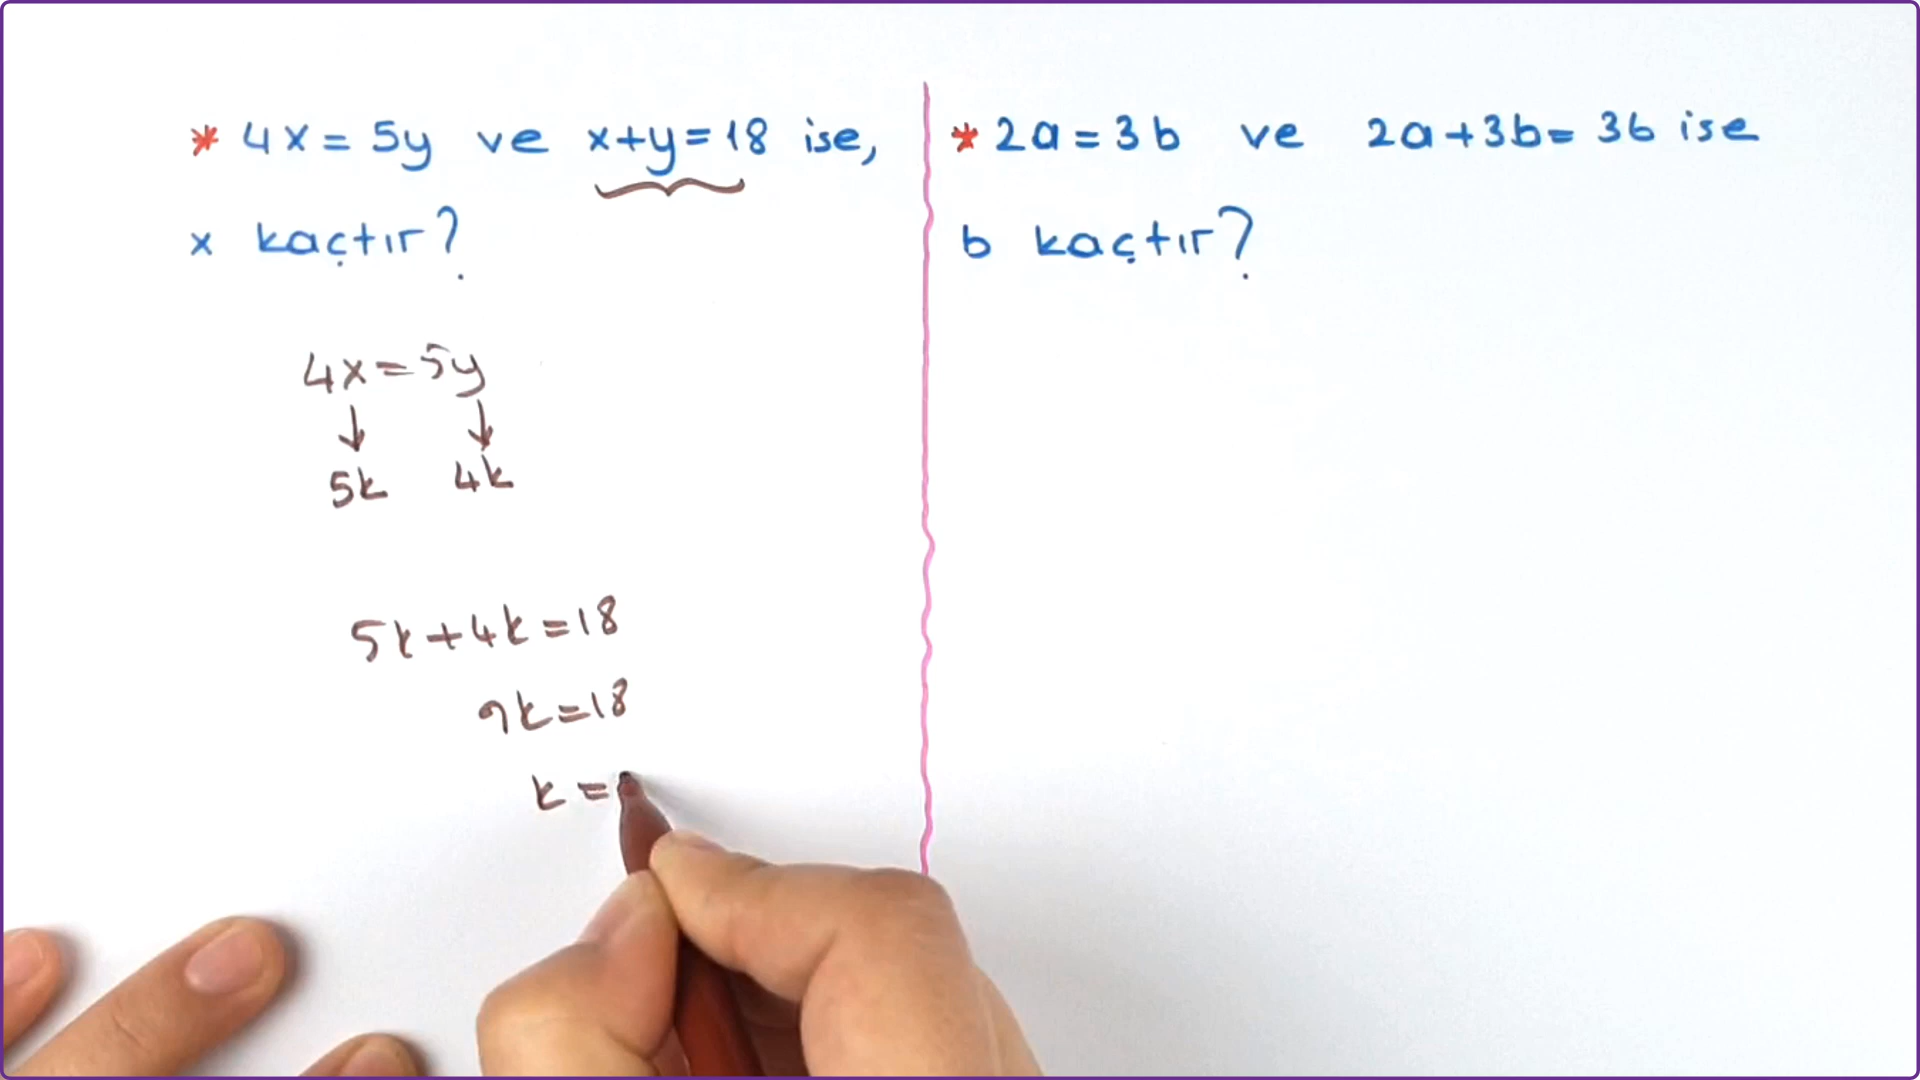 * 4x = 5y ve x+y=18 ise,
x kaçtır?
4x=5y
↓ ↓
5k 4k
5k+4k=18
9k=18
k =
* 2a = 3b ve 2a+3b= 36 ise
b kaçtır?